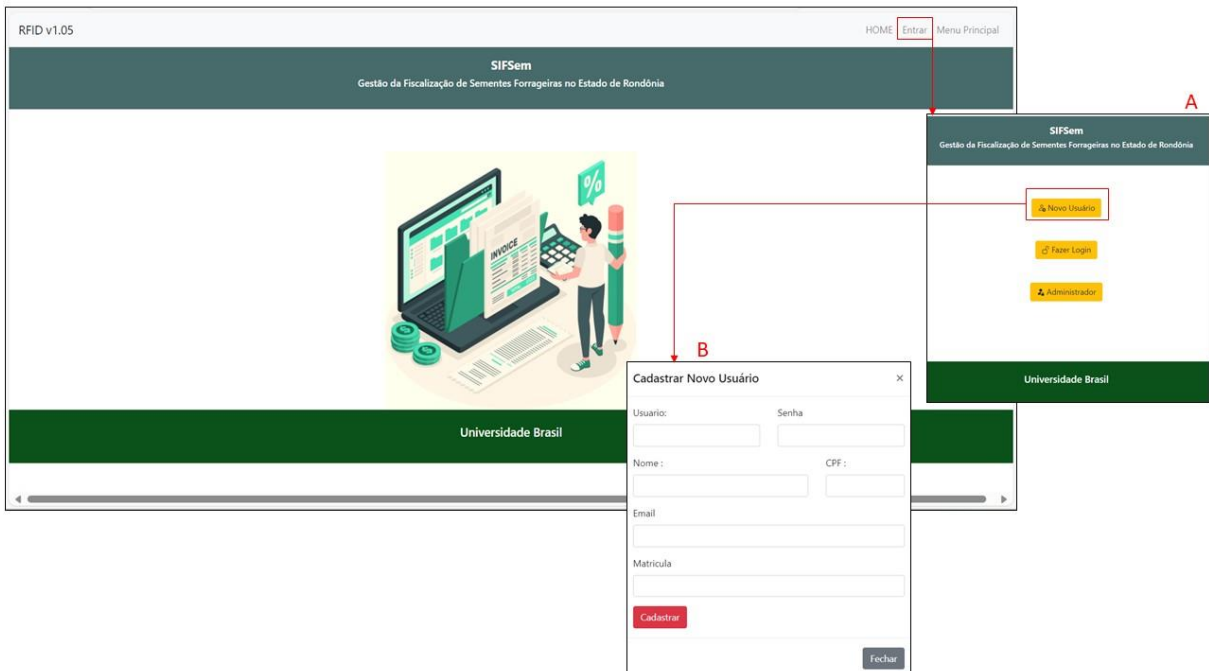 RFID v1.05
HOME Entrar Menu Principal
SIFSem
Gestão da Fiscalização de Sementes Forrageiras no Estado de Rondônia
%
INVOICE
Universidade Brasil
A
SIFSem
Gestão da Fiscalização de Sementes Forrageiras no Estado de Rondônia
Novo Usuário
Fazer Login
Administrador
Universidade Brasil
B
Cadastrar Novo Usuário ×
Usuario: Senha
Nome : CPF :
Email
Matricula
Cadastrar
Fechar